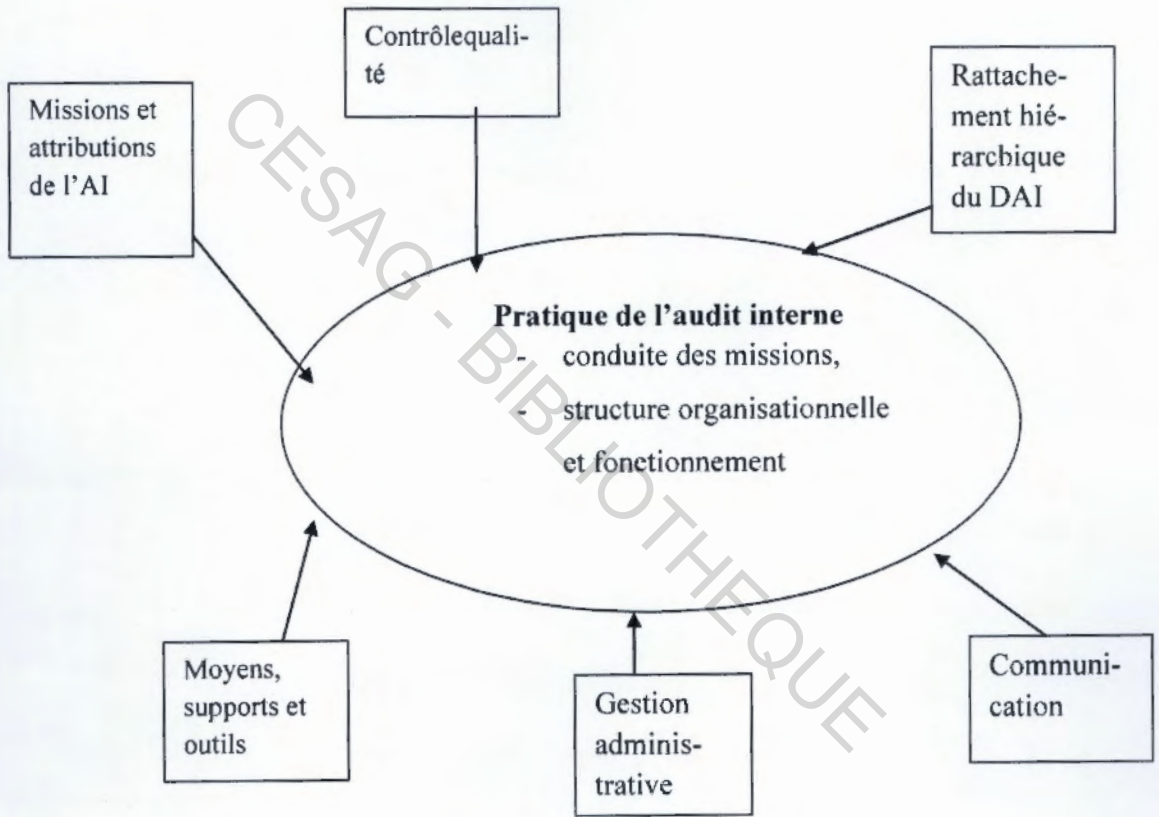 Contrôlequali-
té
Rattache-
ment hié-
rarchique
du DAI
Missions et
attributions
de l'AI
Pratique de l'audit interne
- conduite des missions,
- structure organisationnelle
et fonctionnement
Moyens,
supports et
outils
Gestion
adminis-
trative
Communi-
cation
CESAG - BIBLIOTHEQUE